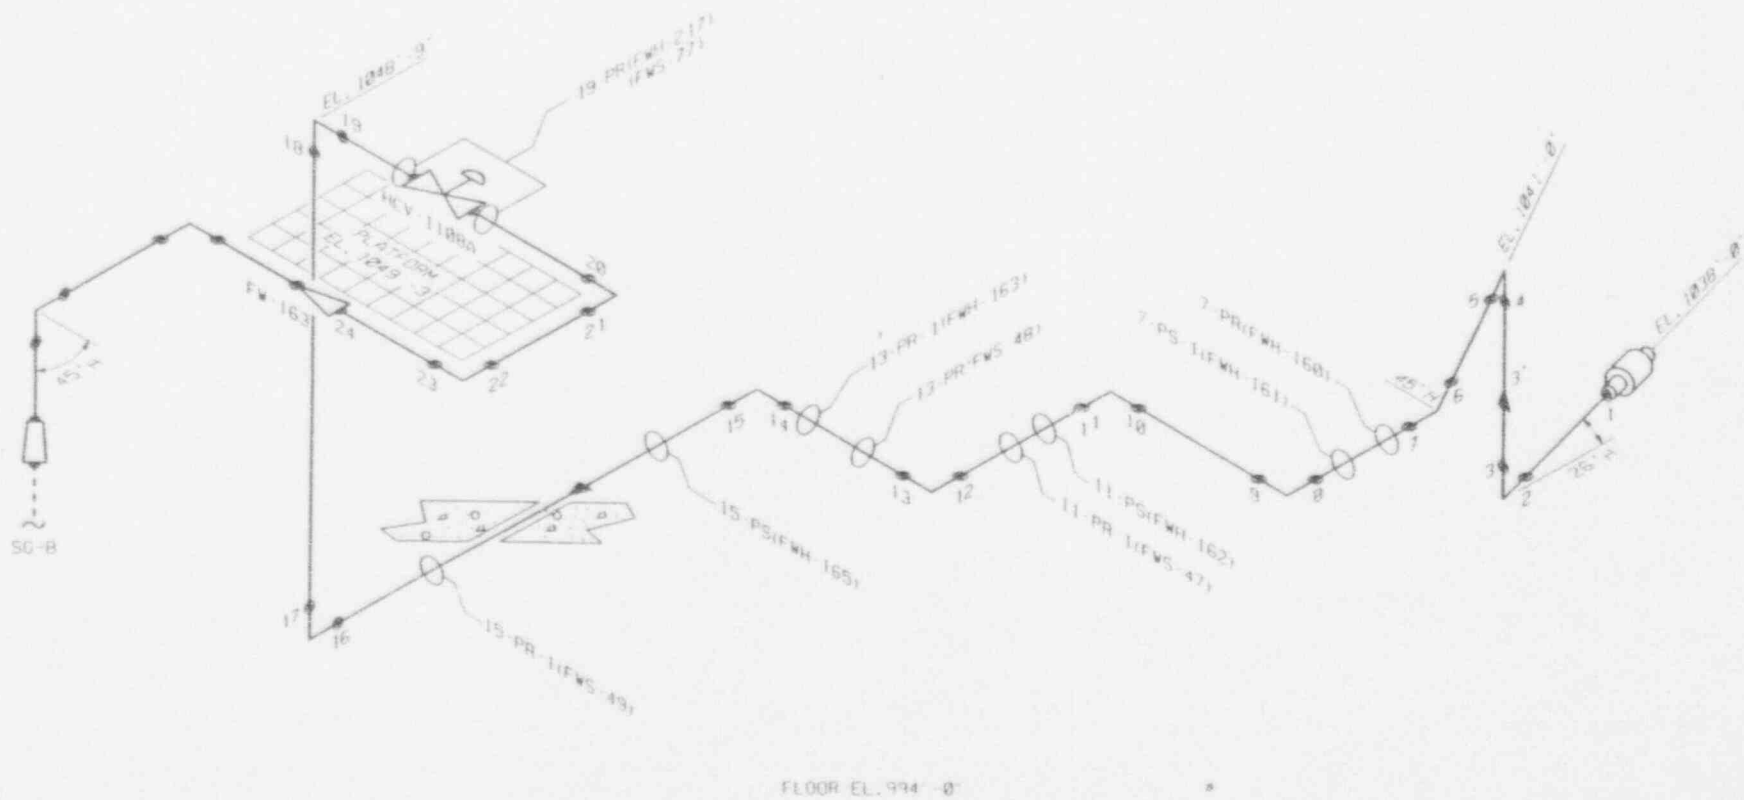 EL. 1048'-9"
19-PR(FWH-217)
(FWS-77)
19
18
HCV-1108A
PLATFORM
EL. 1049'-3"
20
21
FW-163
24
23
22
45°H
SG-B
EL. 1041'-0"
EL. 1038'-0"
5
4
3'
6
45°H
1
26°H
3
2
7-PR(FWH-160)
7-PS-1(FWH-161)
7
8
9
10
11
11-PS(FWH-162)
11-PR-1(FWS-47)
12
13
13-PR-1(FWH-163)
13-PR(FWS-48)
14
15
15-PS(FWH-165)
15-PR-1(FWS-49)
16
17
FLOOR EL. 994'-0"